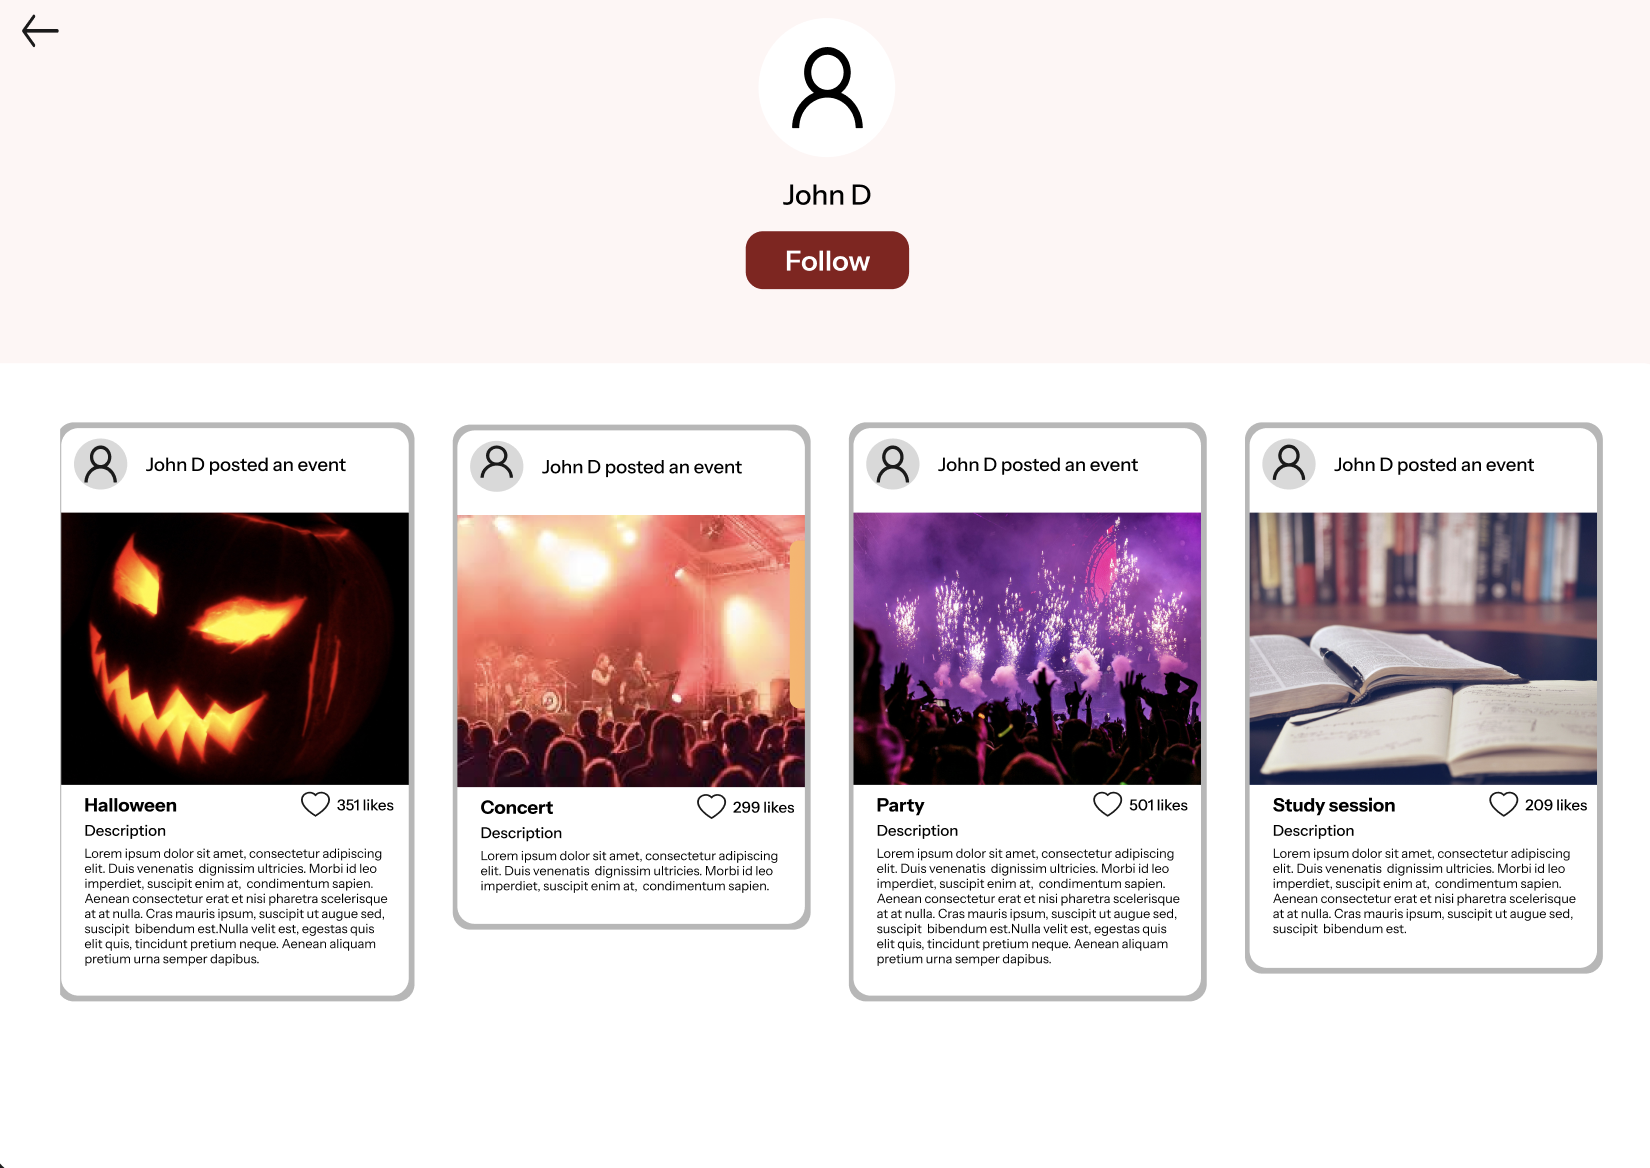 John D
Follow
John D posted an event
Halloween
351 likes
Description
Lorem ipsum dolor sit amet, consectetur adipiscing
elit. Duis venenatis  dignissim ultricies. Morbi id leo
imperdiet, suscipit enim at,  condimentum sapien.
Aenean consectetur erat et nisi pharetra scelerisque
at at nulla. Cras mauris ipsum, suscipit ut augue sed,
suscipit  bibendum est.Nulla velit est, egestas quis
elit quis, tincidunt pretium neque. Aenean aliquam
pretium urna semper dapibus.
John D posted an event
Concert
299 likes
Description
Lorem ipsum dolor sit amet, consectetur adipiscing
elit. Duis venenatis  dignissim ultricies. Morbi id leo
imperdiet, suscipit enim at,  condimentum sapien.
John D posted an event
Party
501 likes
Description
Lorem ipsum dolor sit amet, consectetur adipiscing
elit. Duis venenatis  dignissim ultricies. Morbi id leo
imperdiet, suscipit enim at,  condimentum sapien.
Aenean consectetur erat et nisi pharetra scelerisque
at at nulla. Cras mauris ipsum, suscipit ut augue sed,
suscipit  bibendum est.Nulla velit est, egestas quis
elit quis, tincidunt pretium neque. Aenean aliquam
pretium urna semper dapibus.
John D posted an event
Study session
209 likes
Description
Lorem ipsum dolor sit amet, consectetur adipiscing
elit. Duis venenatis  dignissim ultricies. Morbi id leo
imperdiet, suscipit enim at,  condimentum sapien.
Aenean consectetur erat et nisi pharetra scelerisque
at at nulla. Cras mauris ipsum, suscipit ut augue sed,
suscipit  bibendum est.